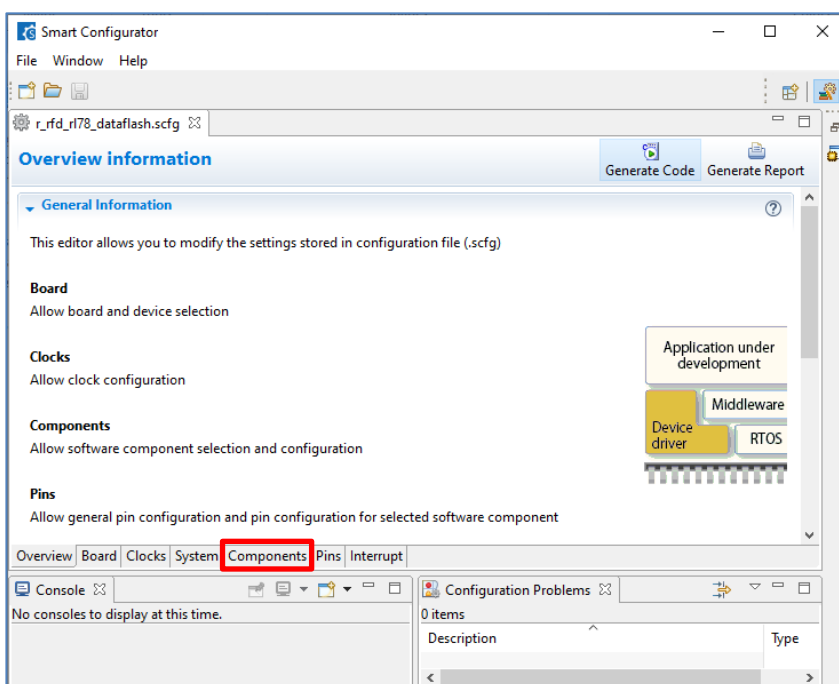 Smart Configurator
File Window Help
r_rfd_rl78_dataflash.scfg
Overview information
Generate Code Generate Report
General Information
This editor allows you to modify the settings stored in configuration file (.scfg)
Board
Allow board and device selection
Clocks
Allow clock configuration
Components
Allow software component selection and configuration
Pins
Allow general pin configuration and pin configuration for selected software component
Application under
development
Middleware
Device
driver
RTOS
Overview Board Clocks System Components Pins Interrupt
Console
No consoles to display at this time.
Configuration Problems
0 items
Description Type